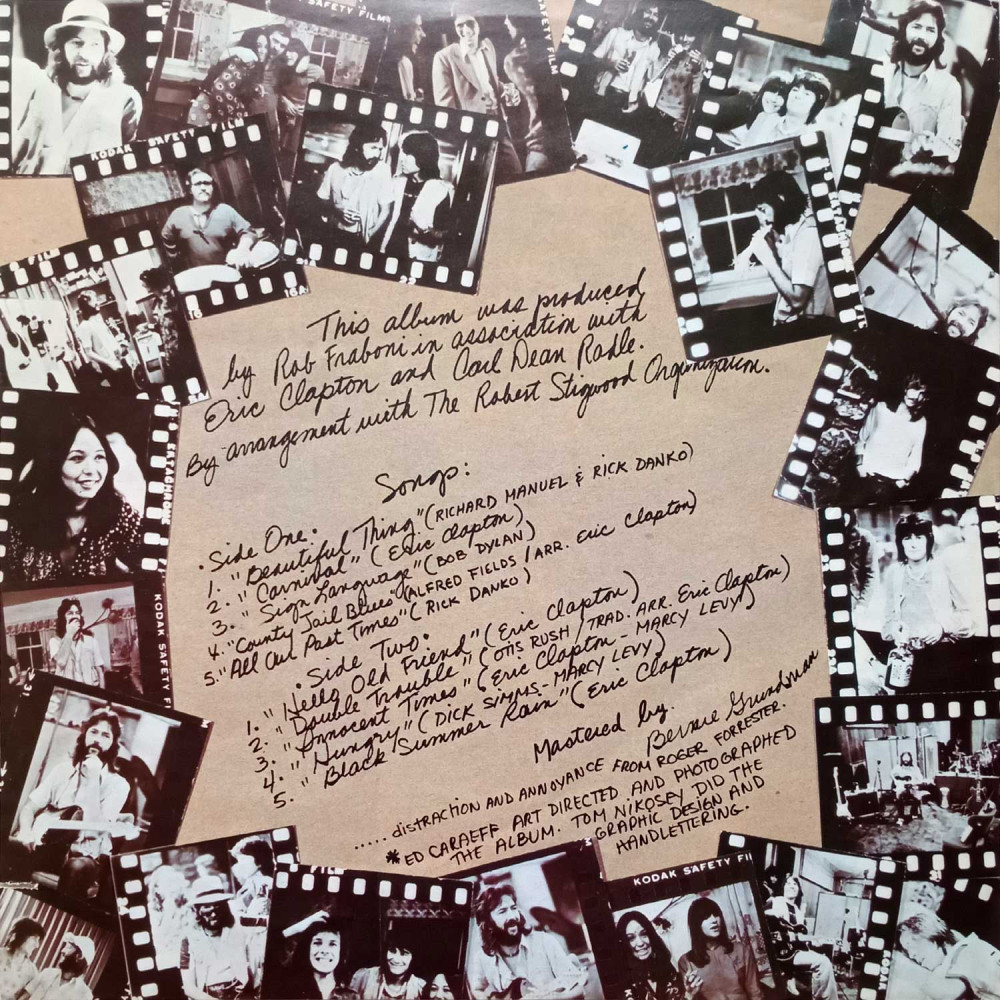 SAFETY FILM
SAFETY FILM
KODAK SAFETY FILM
16
16A
This album was produced
by Rob Fraboni in association with
Eric Clapton and Carl Dean Radle.
By arrangement with The Robert Stigwood Organization.
Songs:
• Side One •
1. "Beautiful Thing" (RICHARD MANUEL & RICK DANKO)
2. "Carnival" (Eric Clapton)
3. "Sign Language" (BOB DYLAN)
4. "County Jail Blues" (ALFRED FIELDS / ARR. Eric Clapton)
5. "All Our Past Times" (RICK DANKO)
• Side Two •
1. "Hello Old Friend" (Eric Clapton)
2. "Double Trouble" (OTIS RUSH / TRAD. ARR. Eric Clapton)
3. "Innocent Times" (Eric Clapton - MARCY LEVY)
4. "Hungry" (DICK SIMMS - MARCY LEVY)
5. "Black Summer Rain" (Eric Clapton)
Mastered by.
Bernie Grundman
..... DISTRACTION AND ANNOYANCE FROM ROGER FORRESTER.
* ED CARAEFF ART DIRECTED AND PHOTOGRAPHED
THE ALBUM. TOM NIKOSEY DID THE
GRAPHIC DESIGN AND
HANDLETTERING.
KODAK SAFETY F
KODAK SAFETY FI